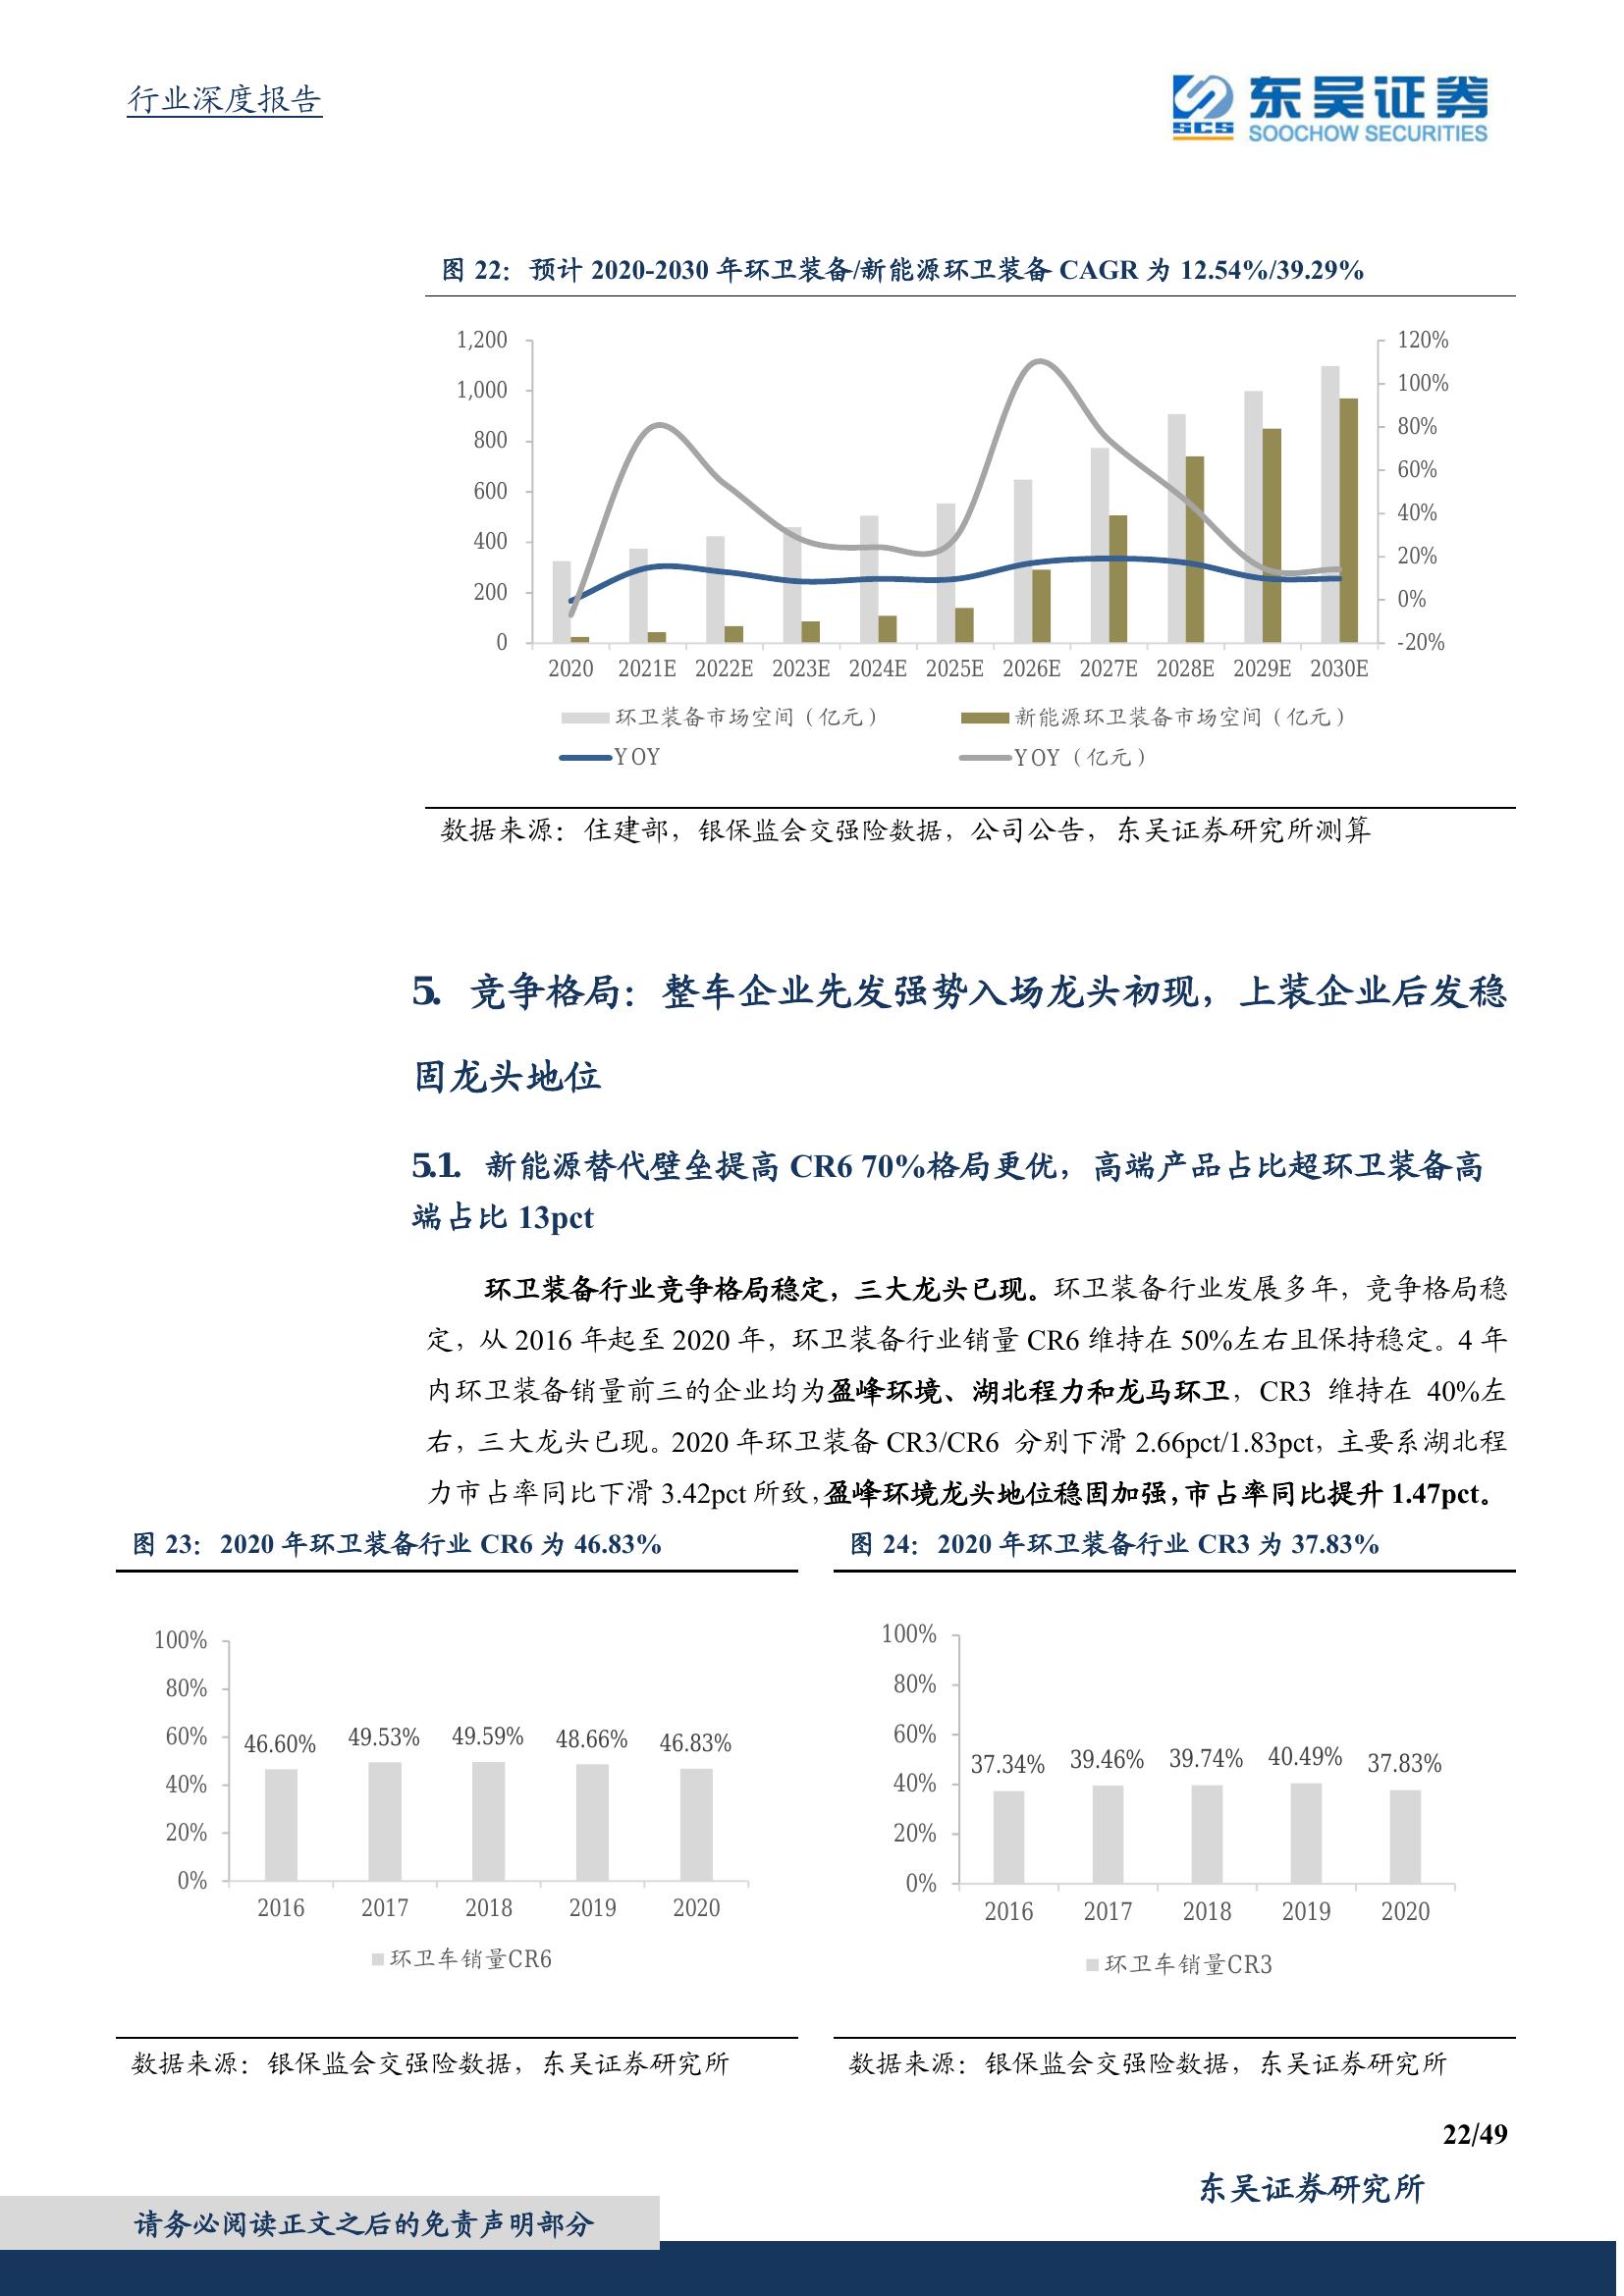 行业深度报告
东吴证券
SCS
SOOCHOW SECURITIES
图 22：预计 2020-2030 年环卫装备/新能源环卫装备 CAGR 为 12.54%/39.29%
1,200
1,000
800
600
400
200
0
120%
100%
80%
60%
40%
20%
0%
-20%
2020 2021E 2022E 2023E 2024E 2025E 2026E 2027E 2028E 2029E 2030E
环卫装备市场空间（亿元） 新能源环卫装备市场空间（亿元）
YOY YOY（亿元）
数据来源：住建部，银保监会交强险数据，公司公告，东吴证券研究所测算
5. 竞争格局：整车企业先发强势入场龙头初现，上装企业后发稳
固龙头地位
5.1. 新能源替代壁垒提高 CR6 70%格局更优，高端产品占比超环卫装备高
端占比 13pct
环卫装备行业竞争格局稳定，三大龙头已现。环卫装备行业发展多年，竞争格局稳
定，从 2016 年起至 2020 年，环卫装备行业销量 CR6 维持在 50%左右且保持稳定。4 年
内环卫装备销量前三的企业均为盈峰环境、湖北程力和龙马环卫，CR3 维持在 40%左
右，三大龙头已现。2020 年环卫装备 CR3/CR6 分别下滑 2.66pct/1.83pct，主要系湖北程
力市占率同比下滑 3.42pct 所致，盈峰环境龙头地位稳固加强，市占率同比提升 1.47pct。
图 23：2020 年环卫装备行业 CR6 为 46.83%
100%
80%
60%
40%
20%
0%
46.60% 49.53% 49.59% 48.66% 46.83%
2016 2017 2018 2019 2020
环卫车销量CR6
数据来源：银保监会交强险数据，东吴证券研究所
图 24：2020 年环卫装备行业 CR3 为 37.83%
100%
80%
60%
40%
20%
0%
37.34% 39.46% 39.74% 40.49% 37.83%
2016 2017 2018 2019 2020
环卫车销量CR3
数据来源：银保监会交强险数据，东吴证券研究所
22/49
东吴证券研究所
请务必阅读正文之后的免责声明部分